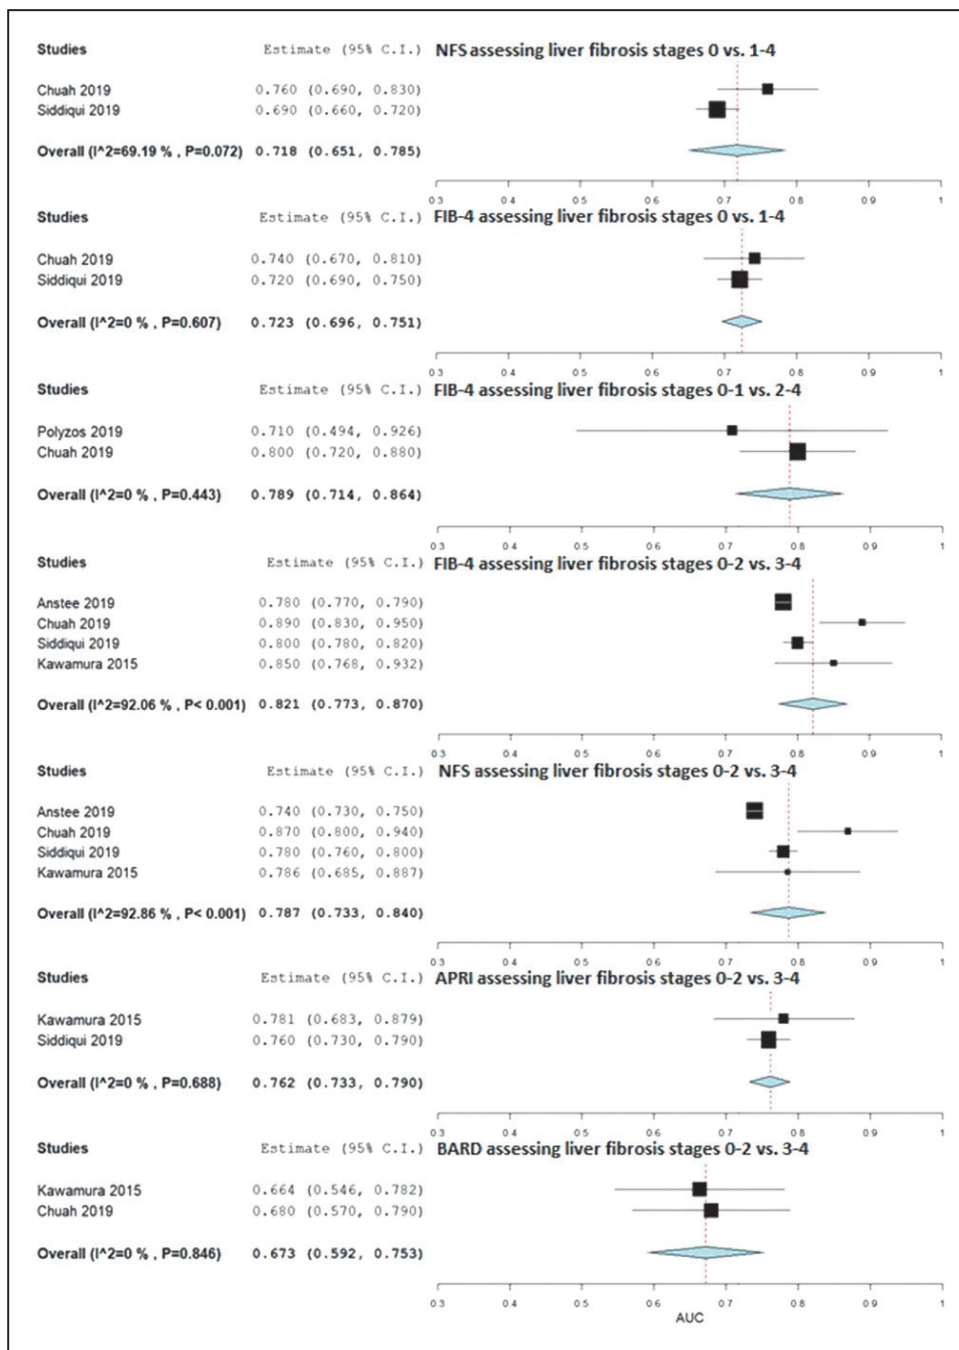 Studies Estimate (95% C.I.) NFS assessing liver fibrosis stages 0 vs. 1-4
Chuah 2019 0.760 (0.690, 0.830)
Siddiqui 2019 0.690 (0.660, 0.720)
Overall (I^2=69.19 % , P=0.072) 0.718 (0.651, 0.785)
0.3 0.4 0.5 0.6 0.7 0.8 0.9 1
Studies Estimate (95% C.I.) FIB-4 assessing liver fibrosis stages 0 vs. 1-4
Chuah 2019 0.740 (0.670, 0.810)
Siddiqui 2019 0.720 (0.690, 0.750)
Overall (I^2=0 % , P=0.607) 0.723 (0.696, 0.751)
0.3 0.4 0.5 0.6 0.7 0.8 0.9 1
Studies Estimate (95% C.I.) FIB-4 assessing liver fibrosis stages 0-1 vs. 2-4
Polyzos 2019 0.710 (0.494, 0.926)
Chuah 2019 0.800 (0.720, 0.880)
Overall (I^2=0 % , P=0.443) 0.789 (0.714, 0.864)
0.3 0.4 0.5 0.6 0.7 0.8 0.9 1
Studies Estimate (95% C.I.) FIB-4 assessing liver fibrosis stages 0-2 vs. 3-4
Anstee 2019 0.780 (0.770, 0.790)
Chuah 2019 0.890 (0.830, 0.950)
Siddiqui 2019 0.800 (0.780, 0.820)
Kawamura 2015 0.850 (0.768, 0.932)
Overall (I^2=92.06 % , P< 0.001) 0.821 (0.773, 0.870)
0.3 0.4 0.5 0.6 0.7 0.8 0.9 1
Studies Estimate (95% C.I.) NFS assessing liver fibrosis stages 0-2 vs. 3-4
Anstee 2019 0.740 (0.730, 0.750)
Chuah 2019 0.870 (0.800, 0.940)
Siddiqui 2019 0.780 (0.760, 0.800)
Kawamura 2015 0.786 (0.685, 0.887)
Overall (I^2=92.86 % , P< 0.001) 0.787 (0.733, 0.840)
0.3 0.4 0.5 0.6 0.7 0.8 0.9 1
Studies Estimate (95% C.I.) APRI assessing liver fibrosis stages 0-2 vs. 3-4
Kawamura 2015 0.781 (0.683, 0.879)
Siddiqui 2019 0.760 (0.730, 0.790)
Overall (I^2=0 % , P=0.688) 0.762 (0.733, 0.790)
0.3 0.4 0.5 0.6 0.7 0.8 0.9 1
Studies Estimate (95% C.I.) BARD assessing liver fibrosis stages 0-2 vs. 3-4
Kawamura 2015 0.664 (0.546, 0.782)
Chuah 2019 0.680 (0.570, 0.790)
Overall (I^2=0 % , P=0.846) 0.673 (0.592, 0.753)
0.3 0.4 0.5 0.6 0.7 0.8 0.9 1
AUC